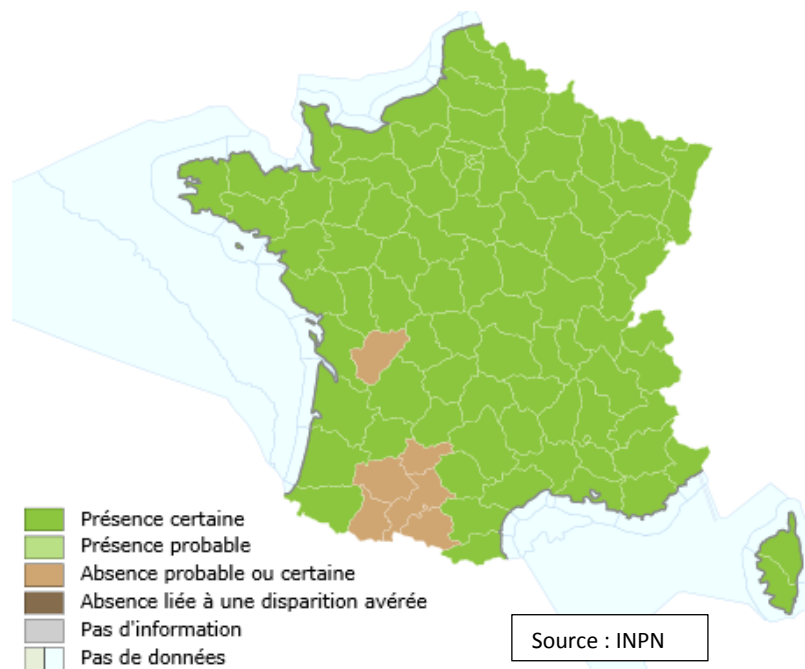 Présence certaine
Présence probable
Absence probable ou certaine
Absence liée à une disparition avérée
Pas d'information
Pas de données
Source : INPN